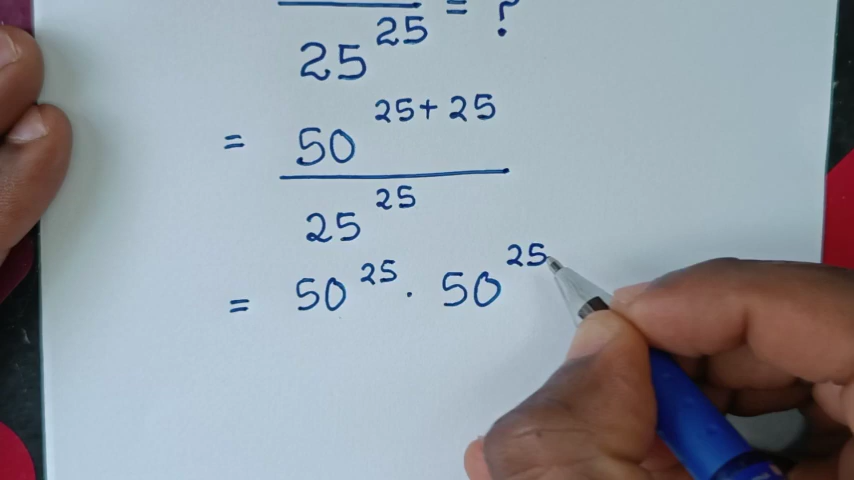 25^25 = ?
= 50^25+25
25^25
= 50^25 . 50^25